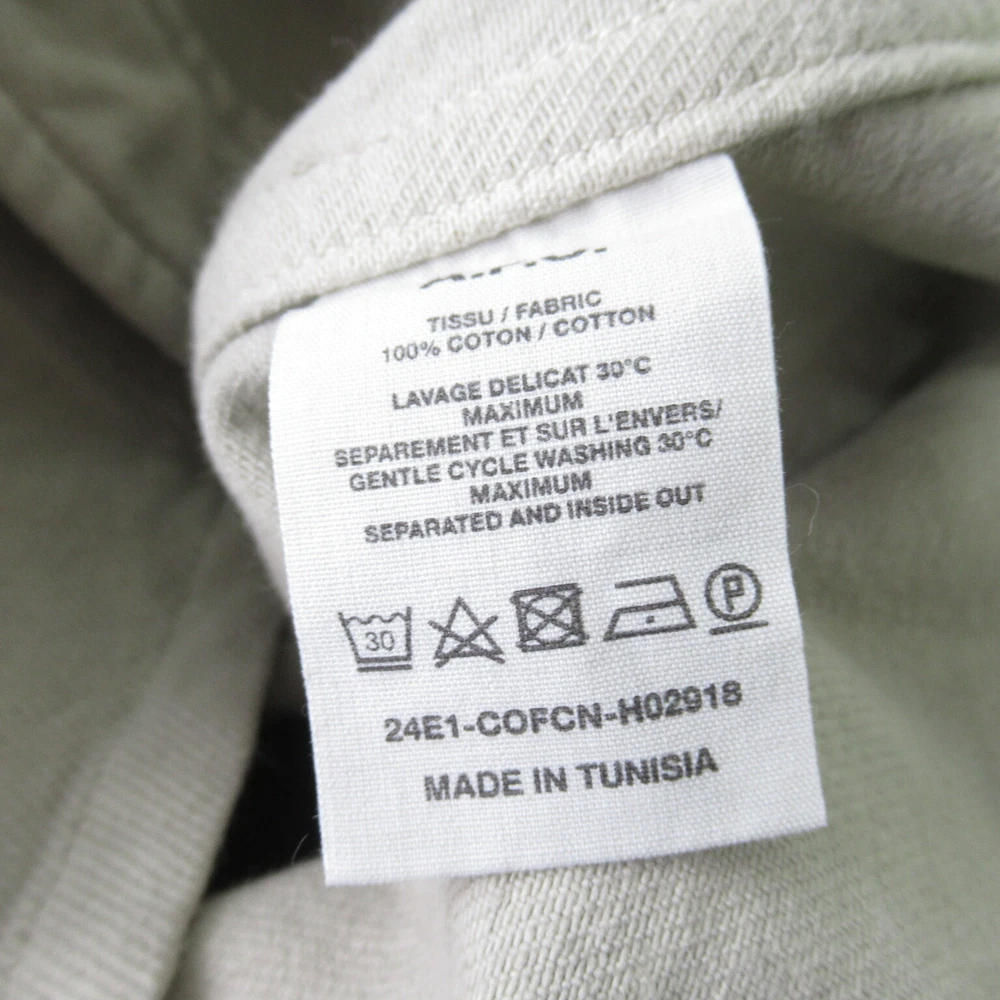 TISSU / FABRIC
100% COTON / COTTON
LAVAGE DELICAT 30°C
MAXIMUM
SEPAREMENT ET SUR L'ENVERS/
GENTLE CYCLE WASHING 30°C
MAXIMUM
SEPARATED AND INSIDE OUT
30 P
24E1-COFCN-H02918
MADE IN TUNISIA